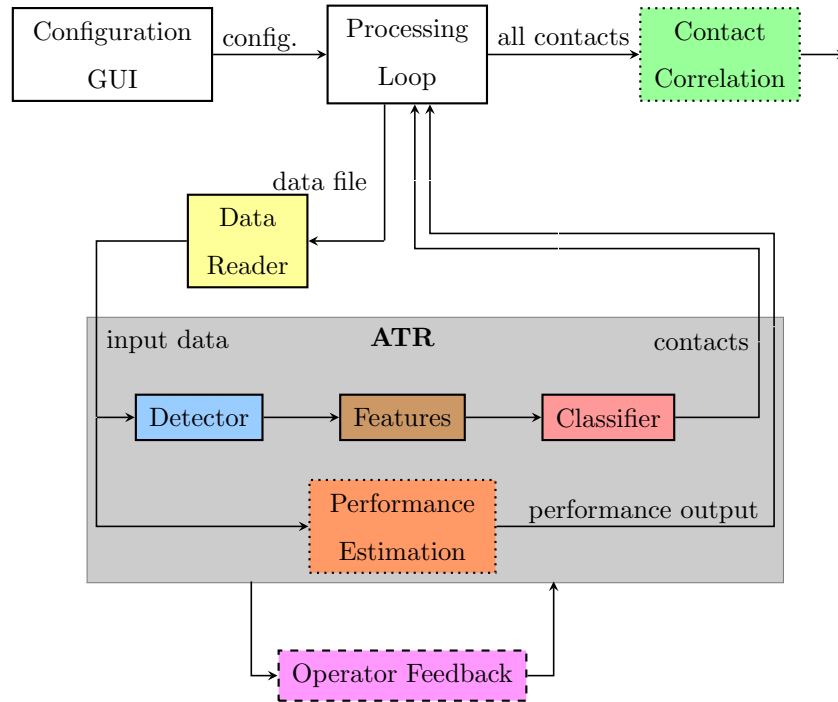 Configuration
GUI
config.
Processing
Loop
all contacts
Contact
Correlation
data file
Data
Reader
input data
ATR
contacts
Detector
Features
Classifier
Performance
Estimation
performance output
Operator Feedback